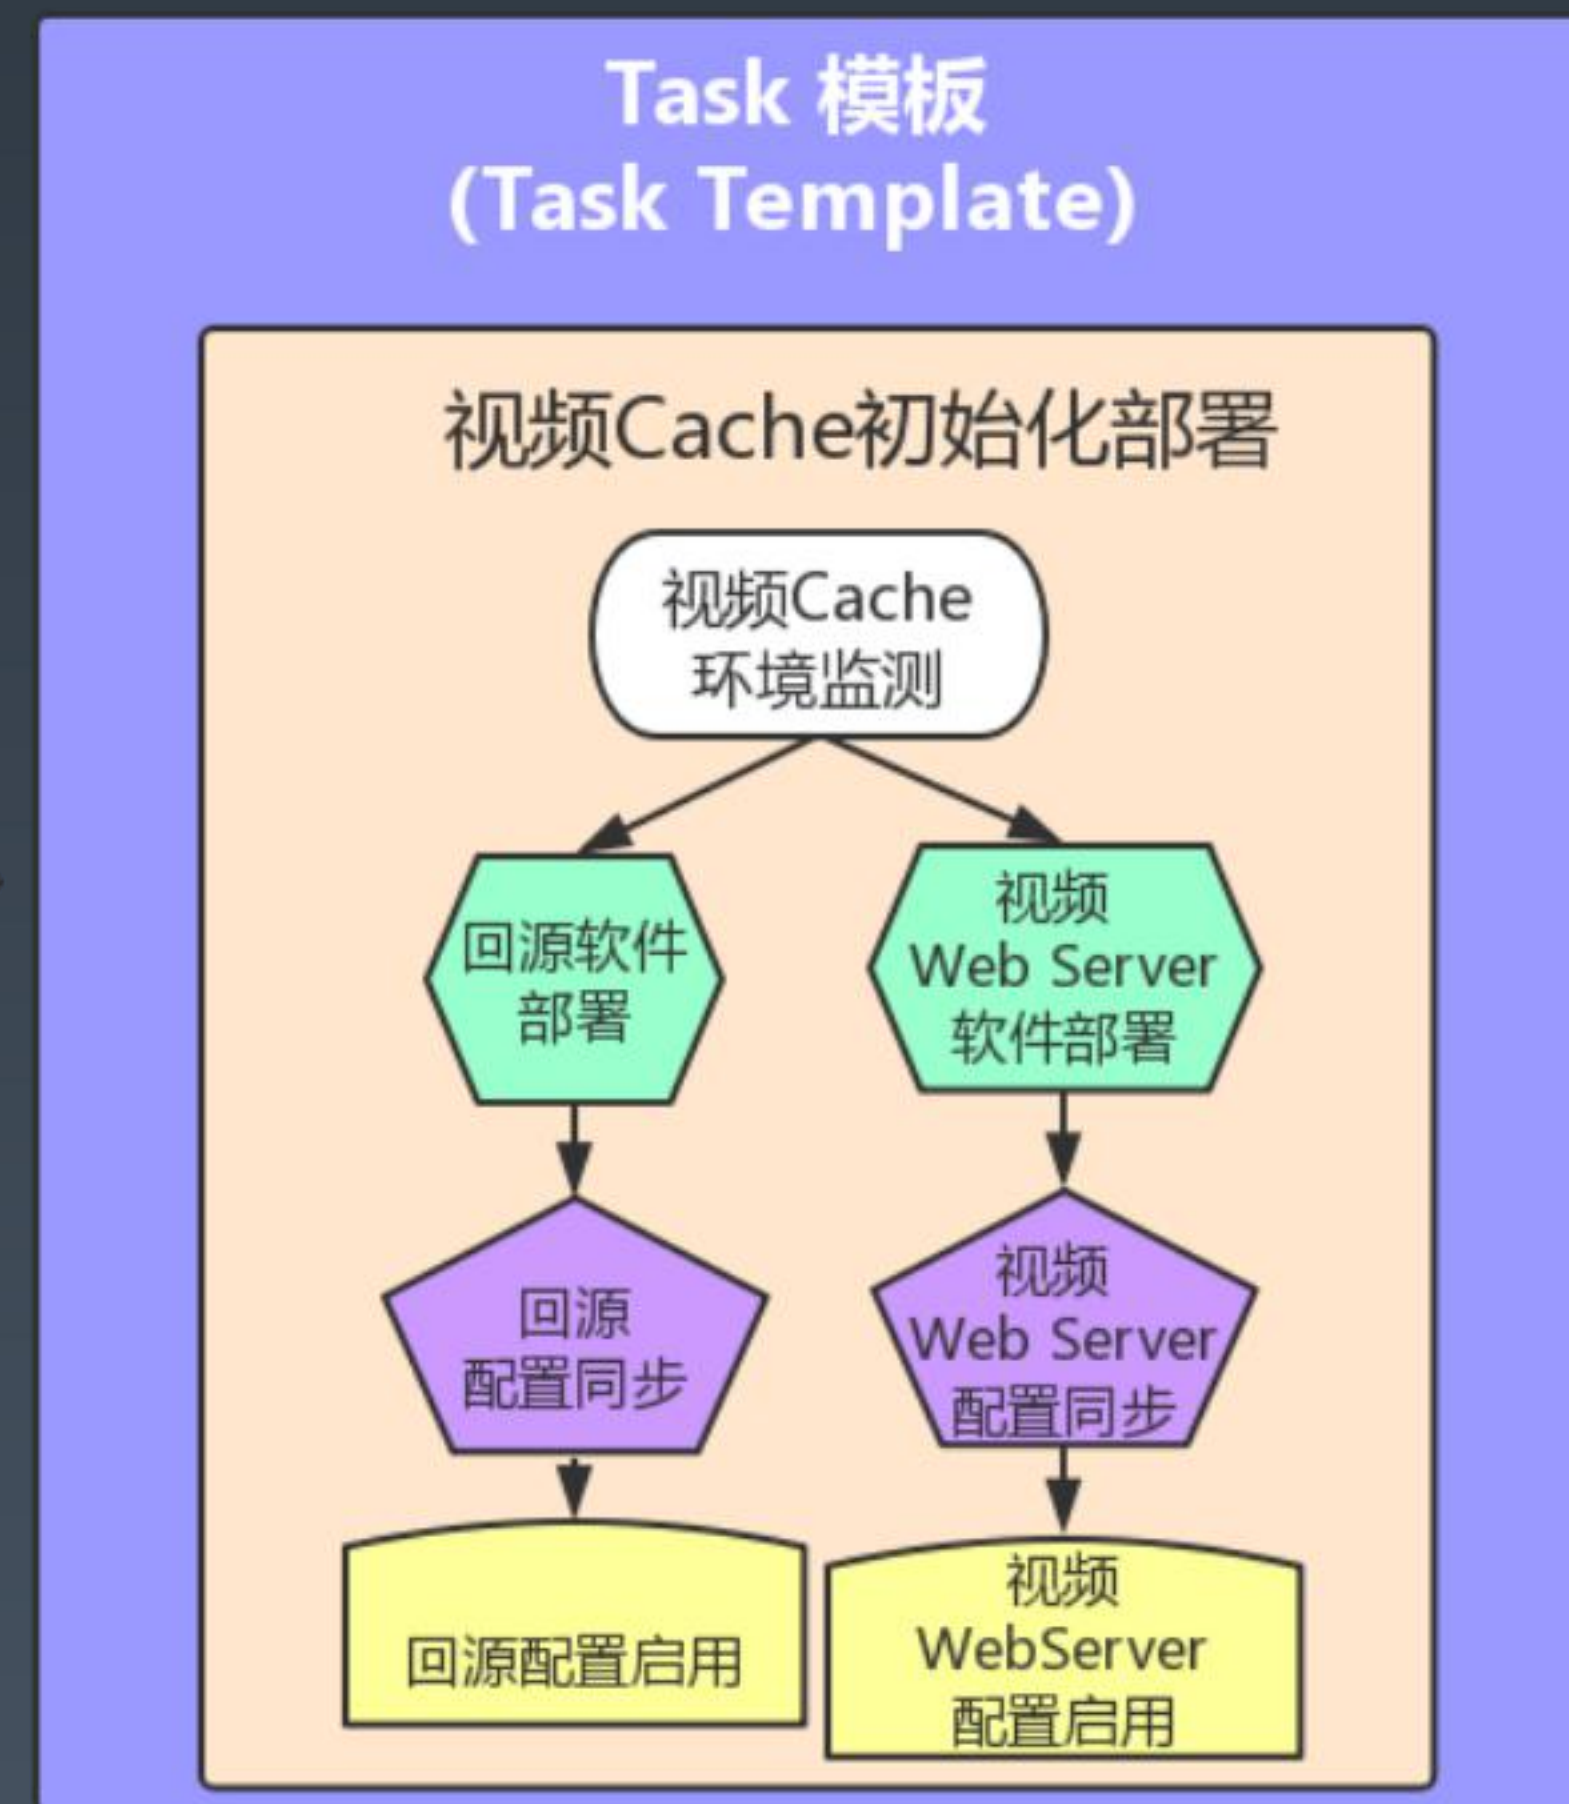 Task 模板
(Task Template)
视频Cache初始化部署
视频Cache
环境监测
回源软件
部署
视频
Web Server
软件部署
回源
配置同步
视频
Web Server
配置同步
回源配置启用
视频
WebServer
配置启用